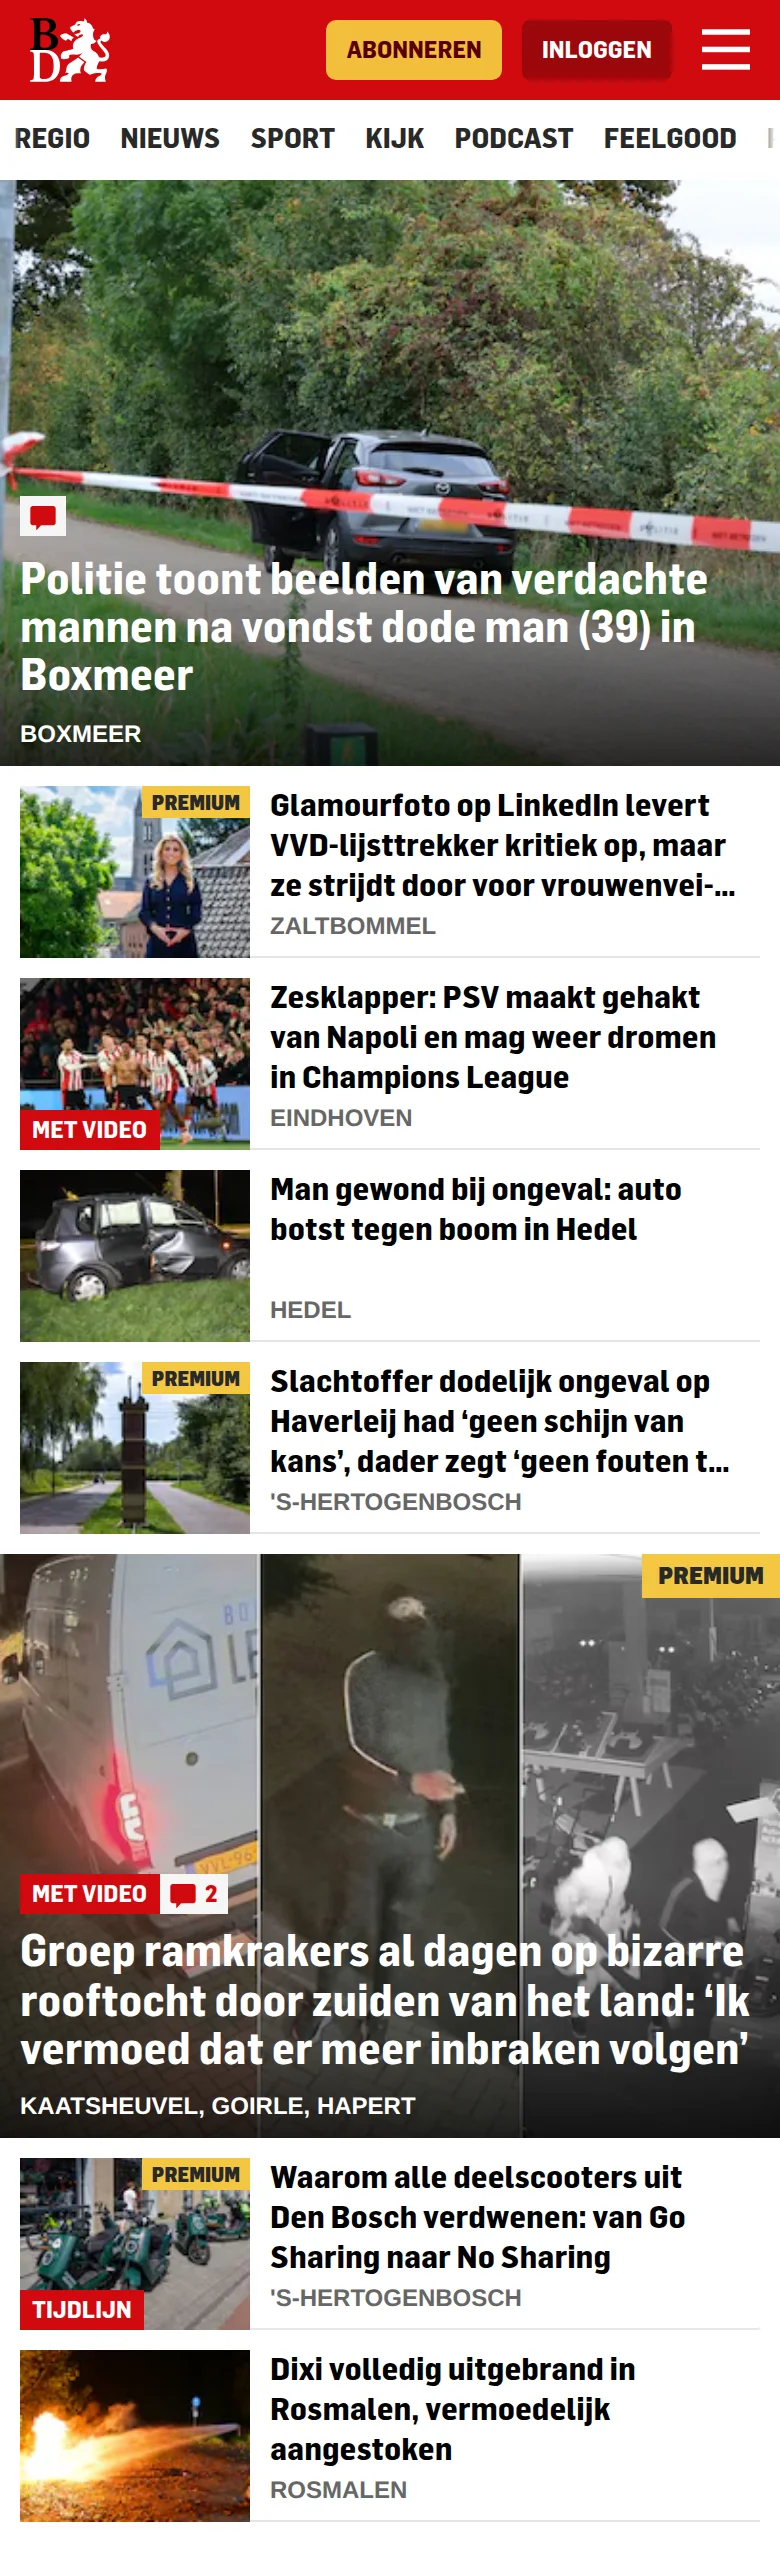 BD
ABONNEREN
INLOGGEN
REGIO NIEUWS SPORT KIJK PODCAST FEELGOOD
Politie toont beelden van verdachte
mannen na vondst dode man (39) in
Boxmeer
BOXMEER
PREMIUM
Glamourfoto op LinkedIn levert
VVD-lijsttrekker kritiek op, maar
ze strijdt door voor vrouwenvei-...
ZALTBOMMEL
Zesklapper: PSV maakt gehakt
van Napoli en mag weer dromen
in Champions League
MET VIDEO
EINDHOVEN
Man gewond bij ongeval: auto
botst tegen boom in Hedel
HEDEL
PREMIUM
Slachtoffer dodelijk ongeval op
Haverleij had ‘geen schijn van
kans’, dader zegt ‘geen fouten t...
'S-HERTOGENBOSCH
PREMIUM
MET VIDEO
2
Groep ramkrakers al dagen op bizarre
rooftocht door zuiden van het land: ‘Ik
vermoed dat er meer inbraken volgen’
KAATSHEUVEL, GOIRLE, HAPERT
PREMIUM
Waarom alle deelscooters uit
Den Bosch verdwenen: van Go
Sharing naar No Sharing
TIJDLIJN
'S-HERTOGENBOSCH
Dixi volledig uitgebrand in
Rosmalen, vermoedelijk
aangestoken
ROSMALEN